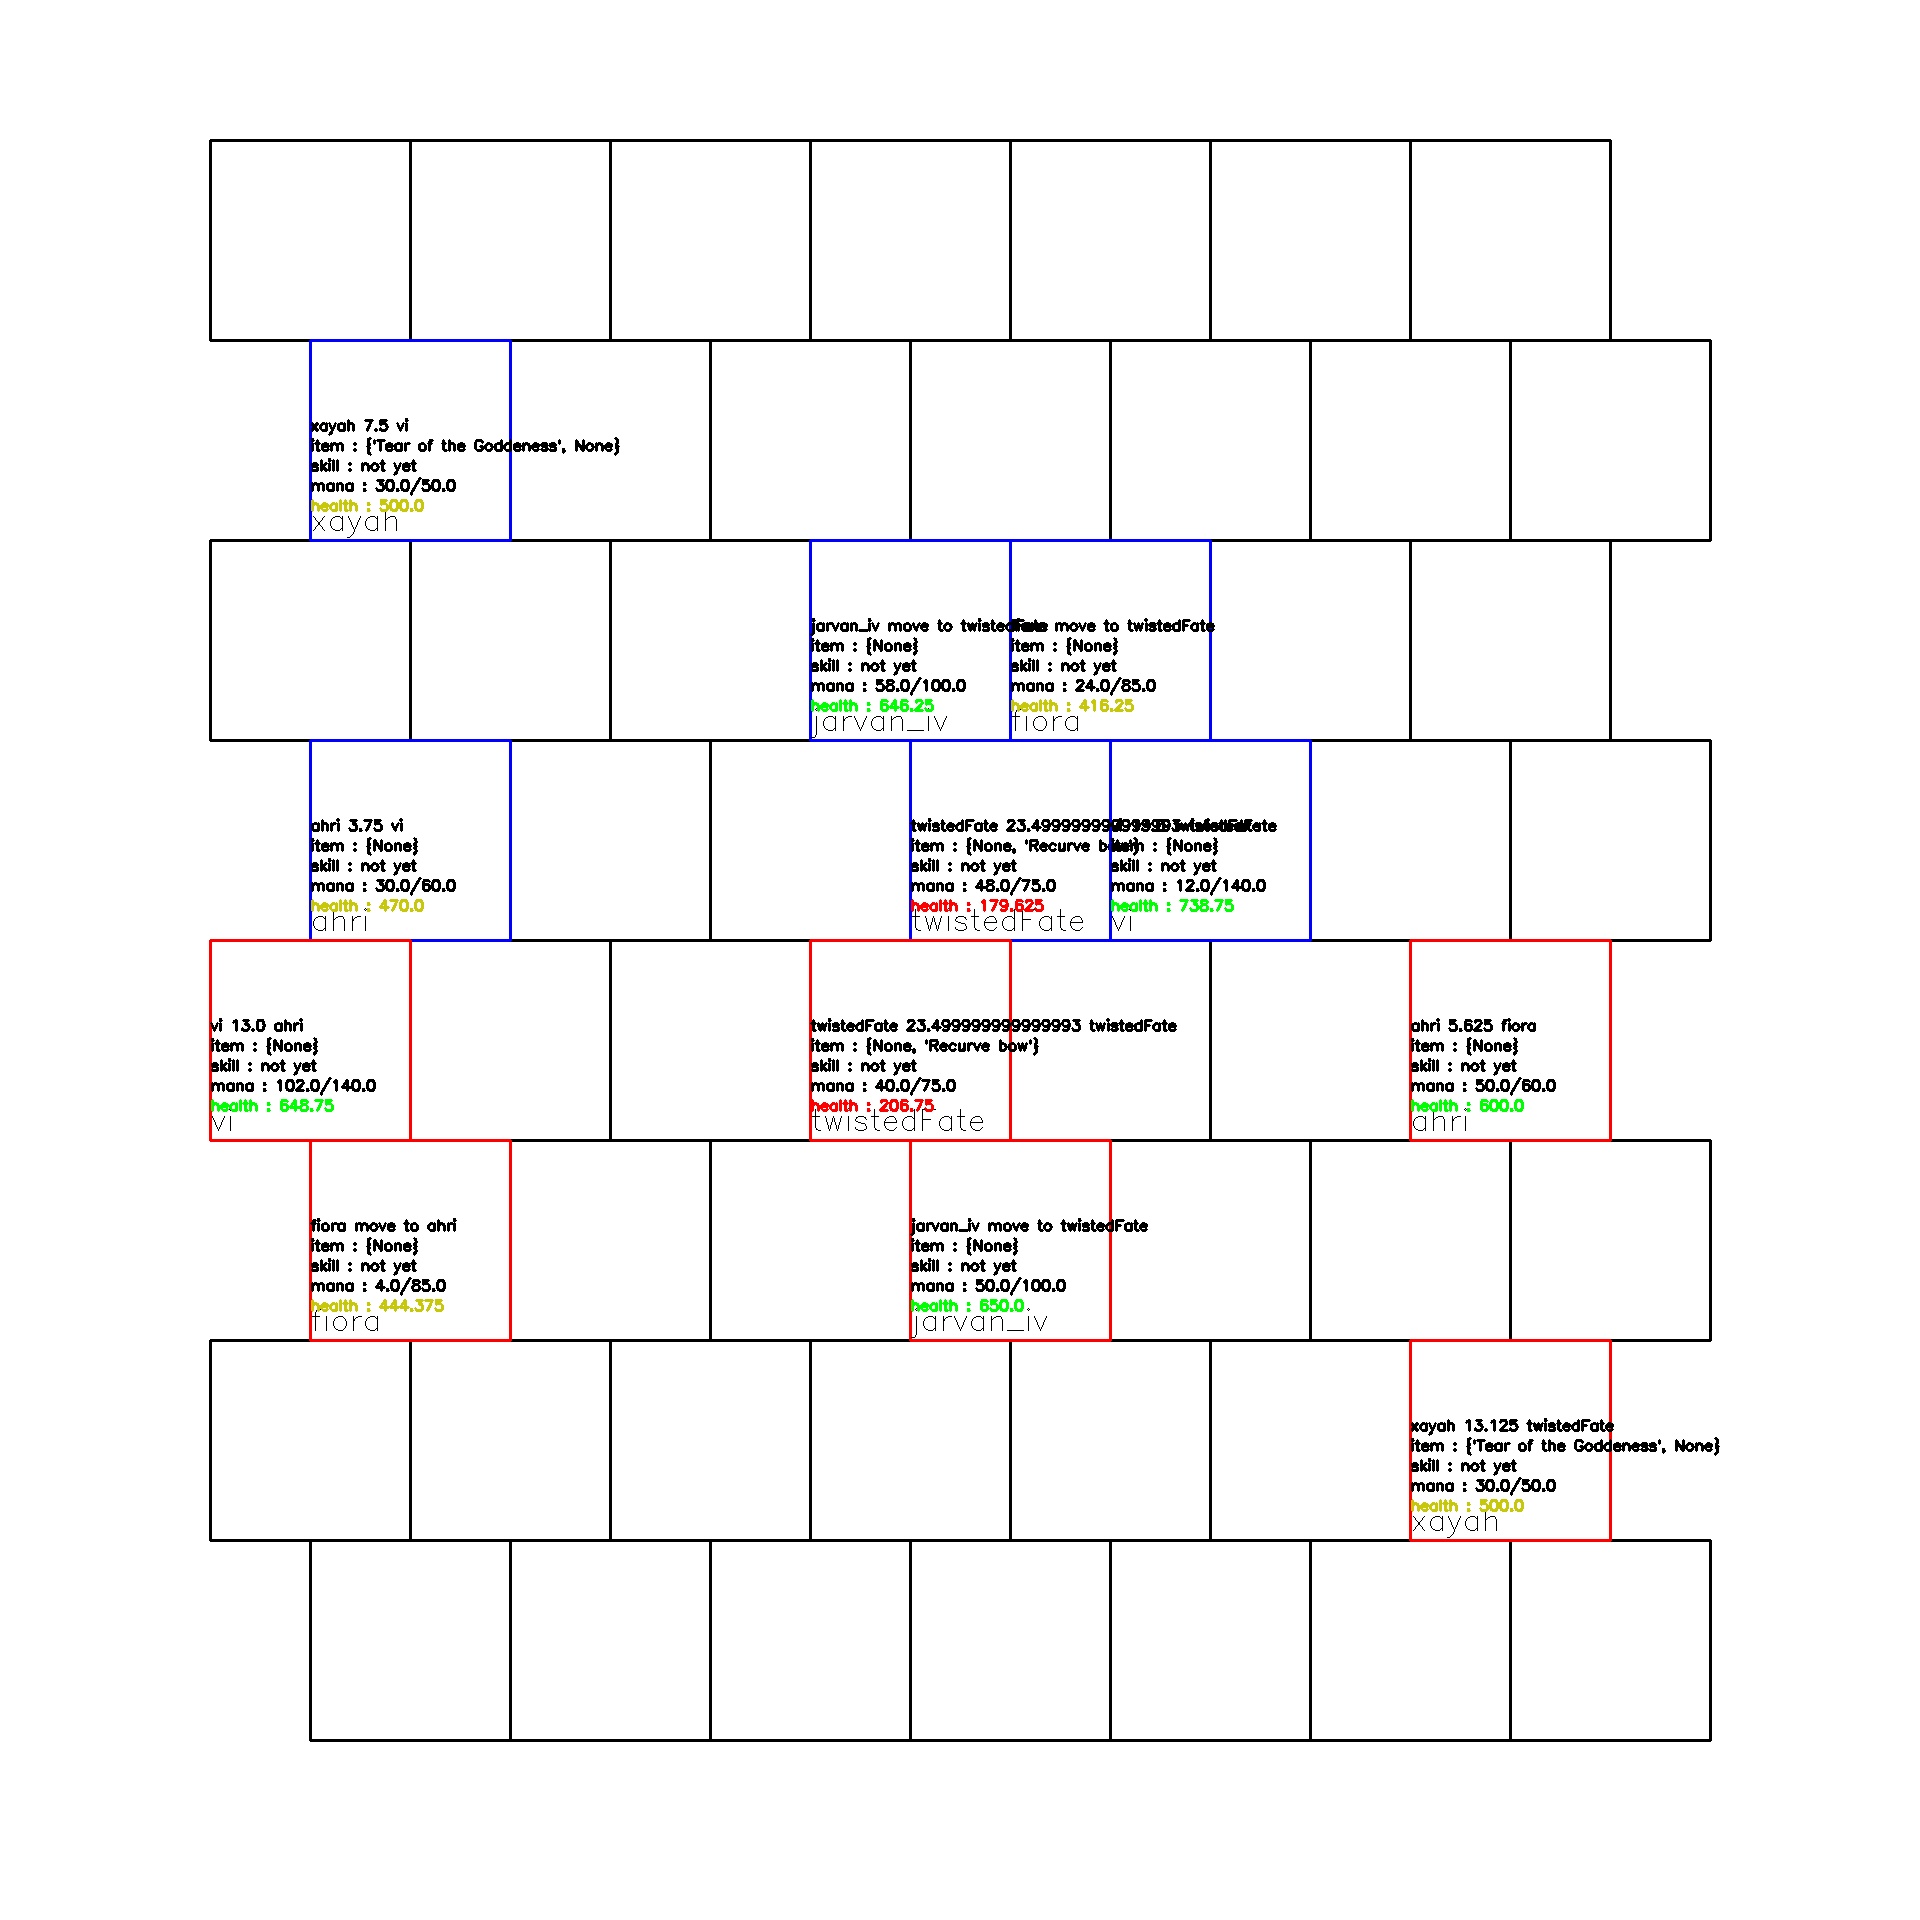 xayah 7.5 vi
item : {'Tear of the Goddeness', None}
skill : not yet
mana : 30.0/50.0
health : 500.0
xayah
jarvan_iv move to twistedFate
item : {None}
skill : not yet
mana : 58.0/100.0
health : 646.25
jarvan_iv
move to twistedFate
item : {None}
skill : not yet
mana : 24.0/85.0
health : 416.25
fiora
ahri 3.75 vi
item : {None}
skill : not yet
mana : 30.0/60.0
health : 470.0
ahri
twistedFate
item : {None, 'Recurve bow'}
skill : not yet
mana : 48.0/75.0
health : 179.625
twistedFate
twistedFate
item : {None}
skill : not yet
mana : 12.0/140.0
health : 738.75
vi
vi 13.0 ahri
item : {None}
skill : not yet
mana : 102.0/140.0
health : 648.75
vi
twistedFate 23.499999999999993 twistedFate
item : {None, 'Recurve bow'}
skill : not yet
mana : 40.0/75.0
health : 206.75
twistedFate
ahri 5.625 fiora
item : {None}
skill : not yet
mana : 50.0/60.0
health : 600.0
ahri
fiora move to ahri
item : {None}
skill : not yet
mana : 4.0/85.0
health : 444.375
fiora
jarvan_iv move to twistedFate
item : {None}
skill : not yet
mana : 50.0/100.0
health : 650.0
jarvan_iv
xayah 13.125 twistedFate
item : {'Tear of the Goddeness', None}
skill : not yet
mana : 30.0/50.0
health : 500.0
xayah